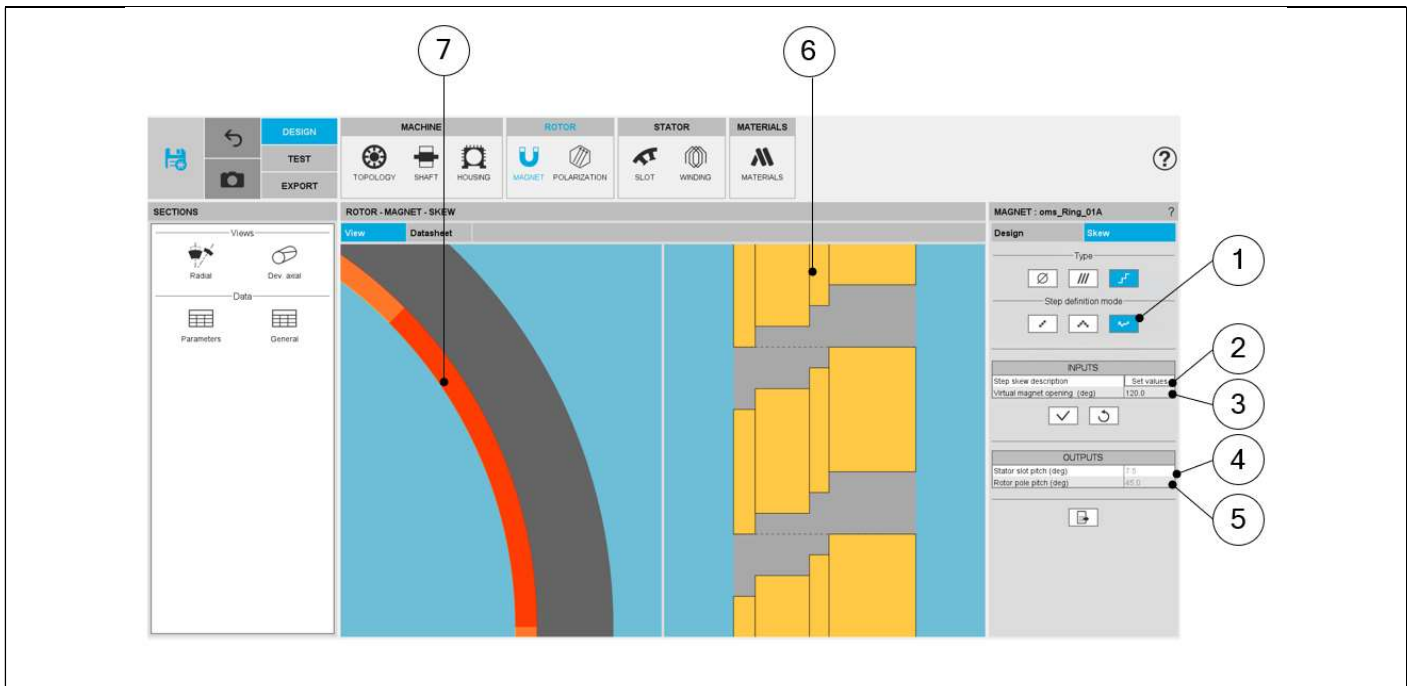 7
6
DESIGN
TEST
EXPORT
MACHINE
TOPOLOGY
SHAFT
HOUSING
ROTOR
MAGNET
POLARIZATION
STATOR
SLOT
WINDING
MATERIALS
MATERIALS
?
SECTIONS
Views
Radial
Dev. axial
Data
Parameters
General
ROTOR - MAGNET - SKEW
View
Datasheet
MAGNET : oms_Ring_01A
?
Design
Skew
Type
Step definition mode
1
INPUTS
Step skew description
Set values
2
Virtual magnet opening (deg)
120.0
3
OUTPUTS
Stator slot pitch (deg)
7.5
4
Rotor pole pitch (deg)
45.0
5